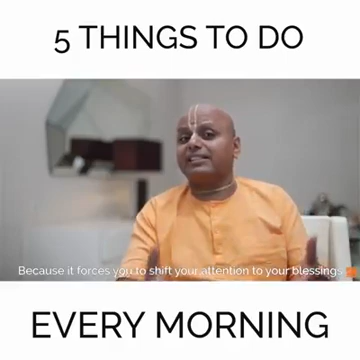 5 THINGS TO DO
Because it forces you to shift your attention to your blessings
EVERY MORNING